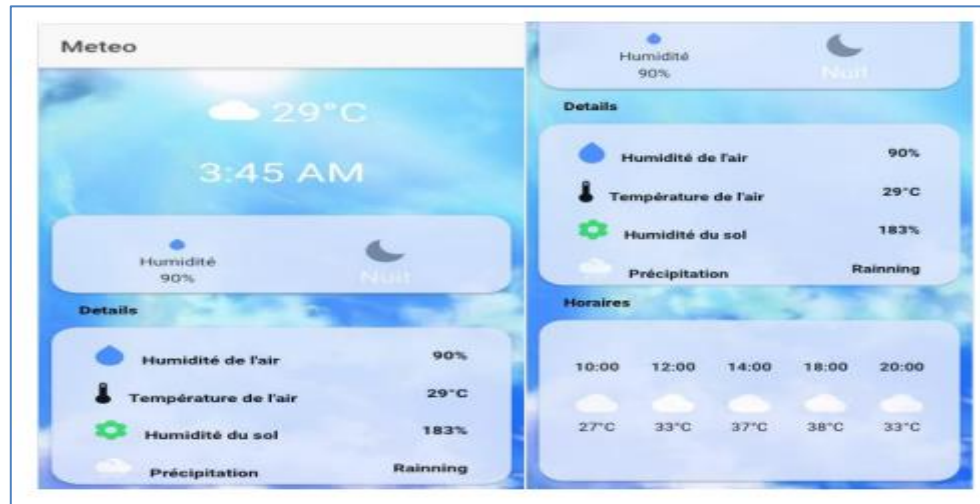 Meteo
29°C
3:45 AM
Humidité
90%
Nuit
Details
Humidité de l'air 90%
Température de l'air 29°C
Humidité du sol 183%
Précipitation Rainning
Humidité
90%
Nuit
Details
Humidité de l'air 90%
Température de l'air 29°C
Humidité du sol 183%
Précipitation Rainning
Horaires
10:00 12:00 14:00 18:00 20:00
27°C 33°C 37°C 38°C 33°C